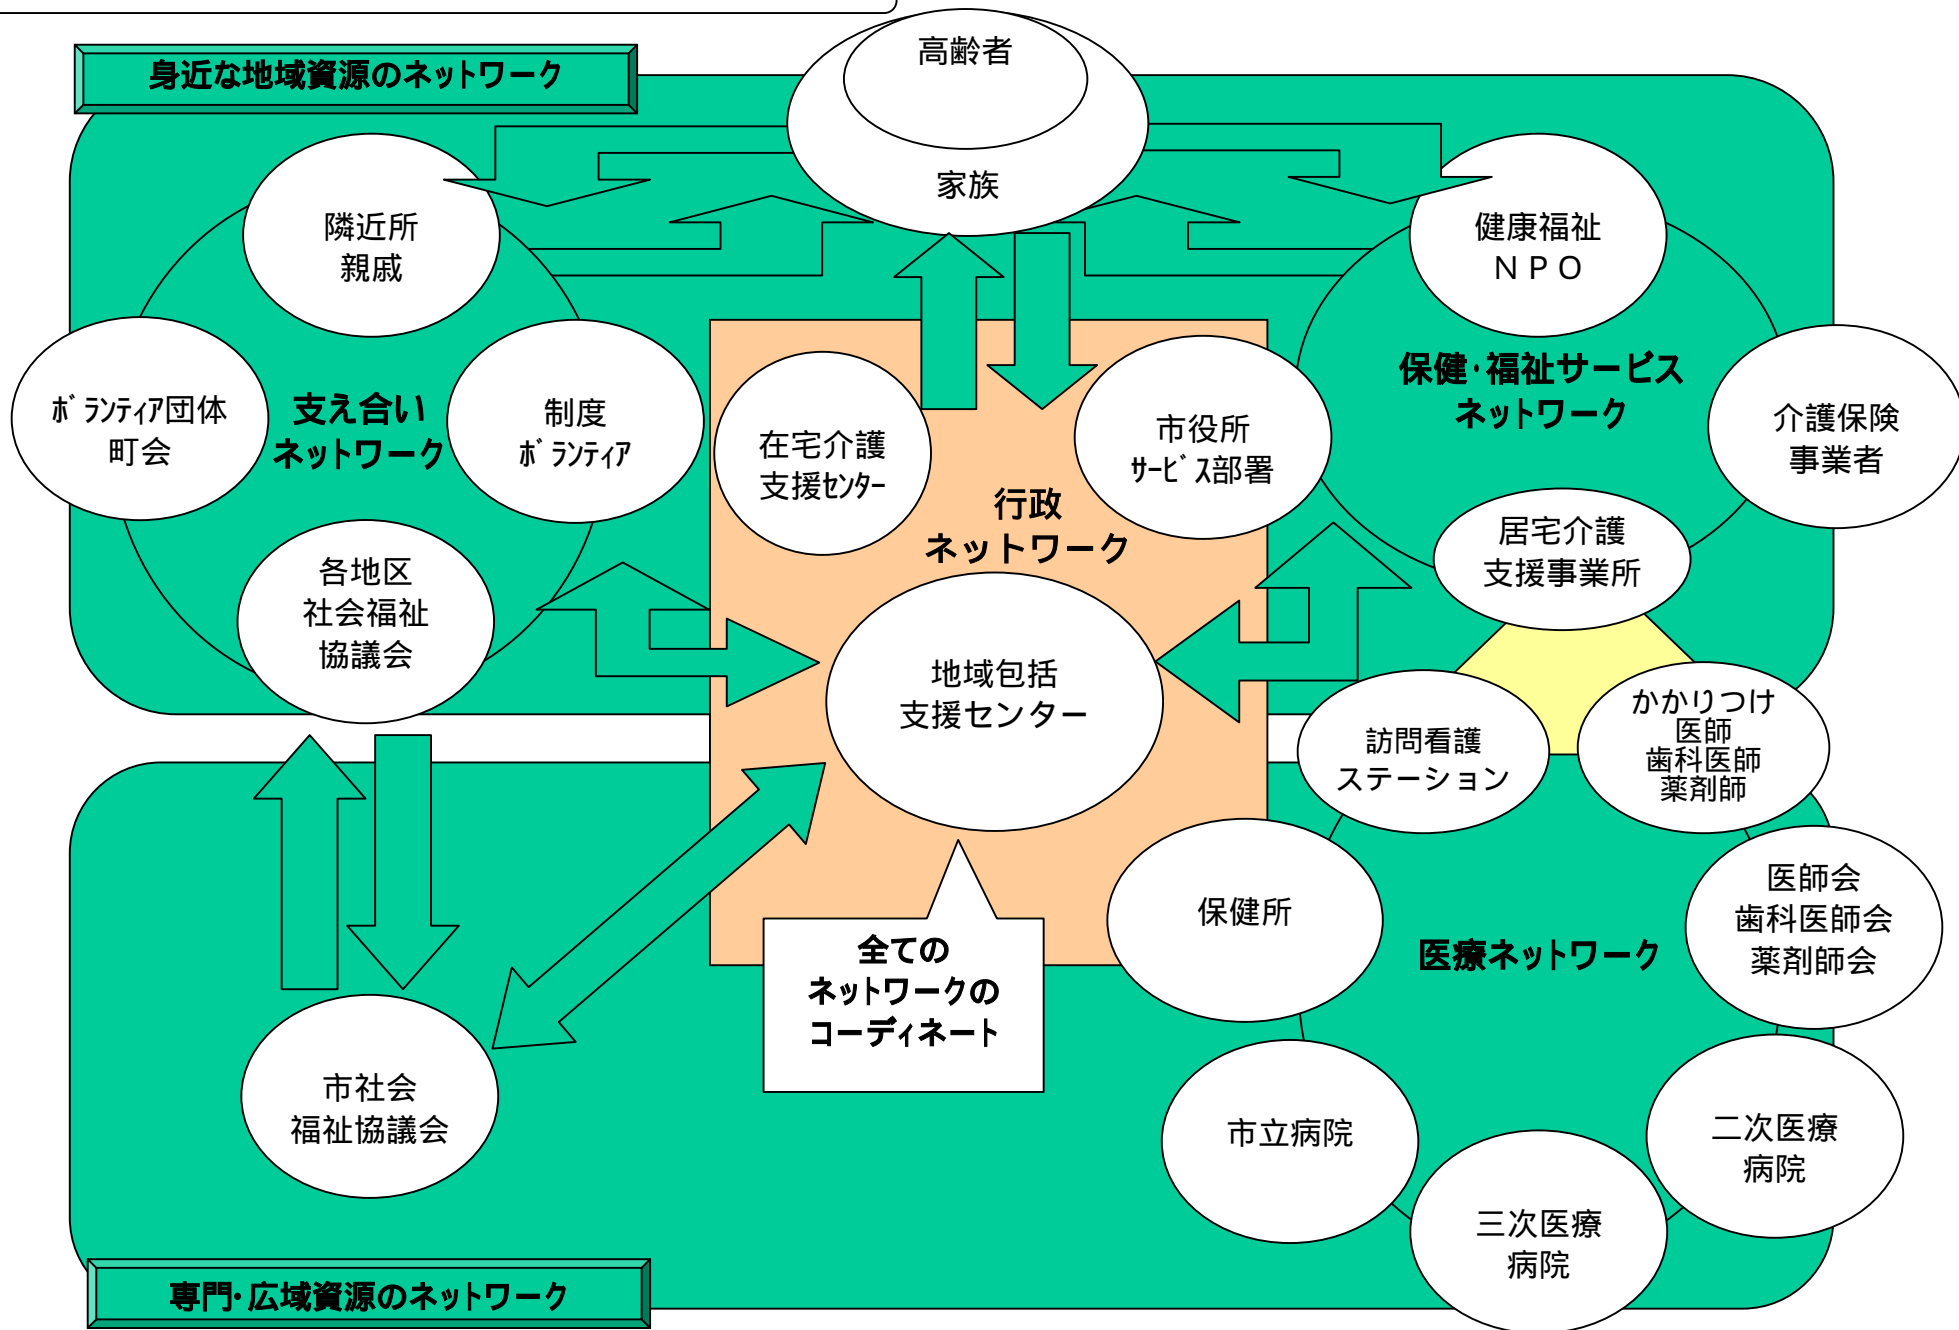 身近な地域資源のネットワーク
高齢者
家族
隣近所
親戚
健康福祉
ＮＰＯ
ボランティア団体
町会
支え合い
ネットワーク
制度
ボランティア
在宅介護
支援センター
市役所
サービス部署
保健・福祉サービス
ネットワーク
介護保険
事業者
行政
ネットワーク
居宅介護
支援事業所
各地区
社会福祉
協議会
地域包括
支援センター
訪問看護
ステーション
かかりつけ
医師
歯科医師
薬剤師
保健所
医療ネットワーク
医師会
歯科医師会
薬剤師会
全ての
ネットワークの
コーディネート
市社会
福祉協議会
市立病院
二次医療
病院
三次医療
病院
専門・広域資源のネットワーク